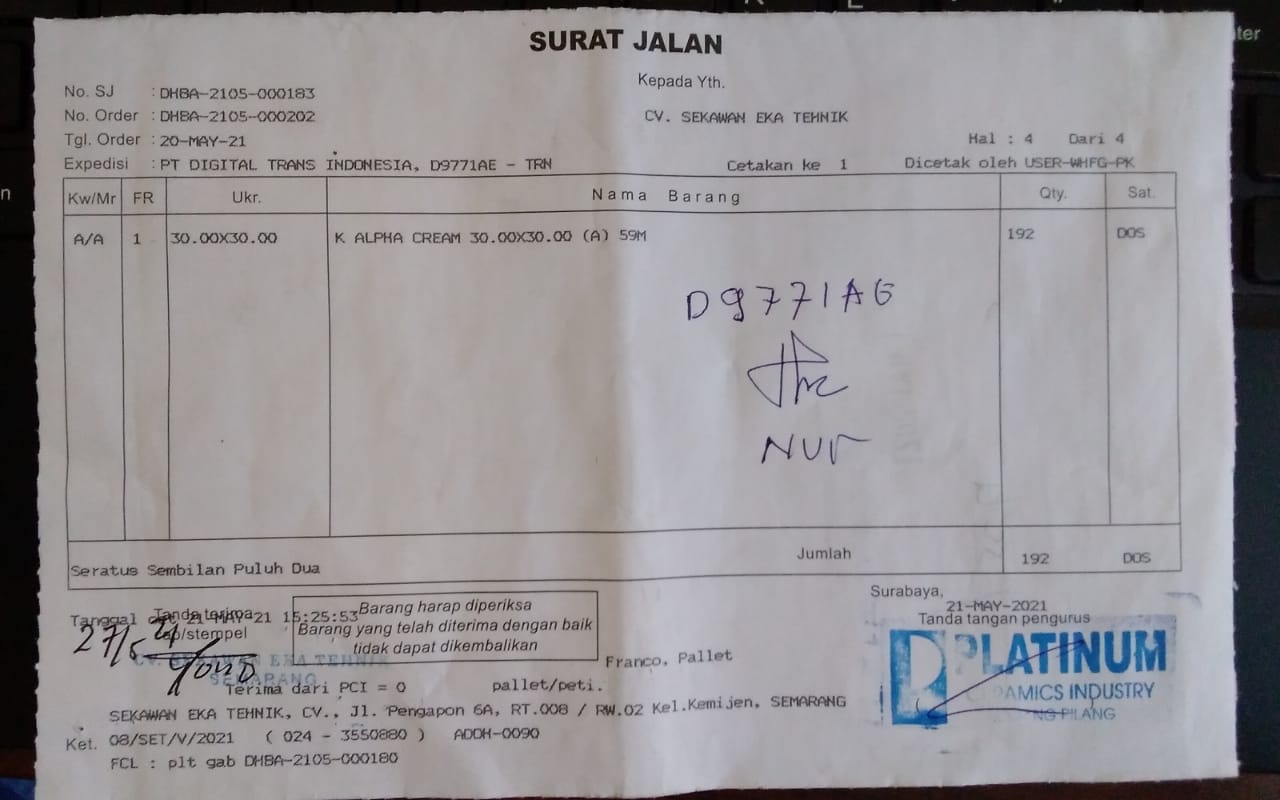 SURAT JALAN
Kepada Yth.
No. SJ : DHBA-2105-000183
No. Order : DHBA-2105-000202
CV. SEKAWAN EKA TEHNIK
Tgl. Order : 20-MAY-21
Hal : 4 Dari 4
Expedisi : PT DIGITAL TRANS INDONESIA, D9771AE - TRN
Cetakan ke 1
Dicetak oleh USER-WHFG-PK
Kw/Mr FR Ukr. Nama Barang Qty. Sat.
A/A 1 30.00X30.00 K ALPHA CREAM 30.00X30.00 (A) 59M 192 DOS
D9771AE
NUR
Jumlah 192 DOS
Seratus Sembilan Puluh Dua
Surabaya,
21-MAY-2021
Tanda tangan pengurus
Tanggal 21-MAY-21 15:25:53
Tanda terima
/stempel
27/5 21
Barang harap diperiksa
Barang yang telah diterima dengan baik
tidak dapat dikembalikan
CV. SEKAWAN EKA TEHNIK
SEMARANG
PLATINUM
CERAMICS INDUSTRY
Franco, Pallet
Terima dari PCI = 0 pallet/peti.
SEKAWAN EKA TEHNIK, CV., Jl. Pengapon 6A, RT.008 / RW.02 Kel.Kemijen, SEMARANG
Ket. 08/SET/V/2021 ( 024 - 3550880 ) ADDH-0090
FCL : plt gab DHBA-2105-000180